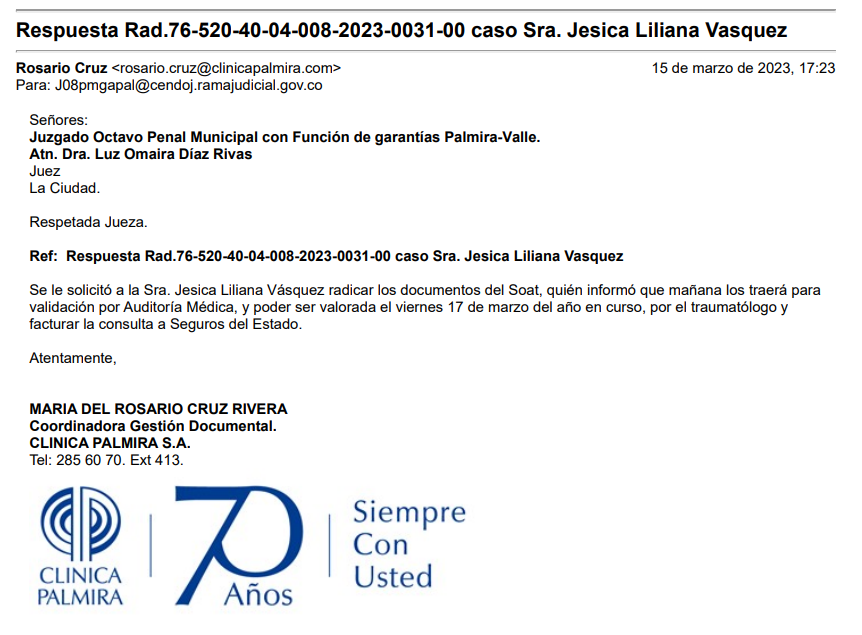 Respuesta Rad.76-520-40-04-008-2023-0031-00 caso Sra. Jesica Liliana Vasquez
Rosario Cruz <rosario.cruz@clinicapalmira.com> 15 de marzo de 2023, 17:23
Para: J08pmgapal@cendoj.ramajudicial.gov.co
Señores:
Juzgado Octavo Penal Municipal con Función de garantías Palmira-Valle.
Atn. Dra. Luz Omaira Díaz Rivas
Juez
La Ciudad.
Respetada Jueza.
Ref:  Respuesta Rad.76-520-40-04-008-2023-0031-00 caso Sra. Jesica Liliana Vasquez
Se le solicitó a la Sra. Jesica Liliana Vásquez radicar los documentos del Soat, quién informó que mañana los traerá para
validación por Auditoría Médica, y poder ser valorada el viernes 17 de marzo del año en curso, por el traumatólogo y
facturar la consulta a Seguros del Estado.
Atentamente,
MARIA DEL ROSARIO CRUZ RIVERA
Coordinadora Gestión Documental.
CLINICA PALMIRA S.A.
Tel: 285 60 70. Ext 413.
CLINICA
PALMIRA
70
Años
Siempre
Con
Usted